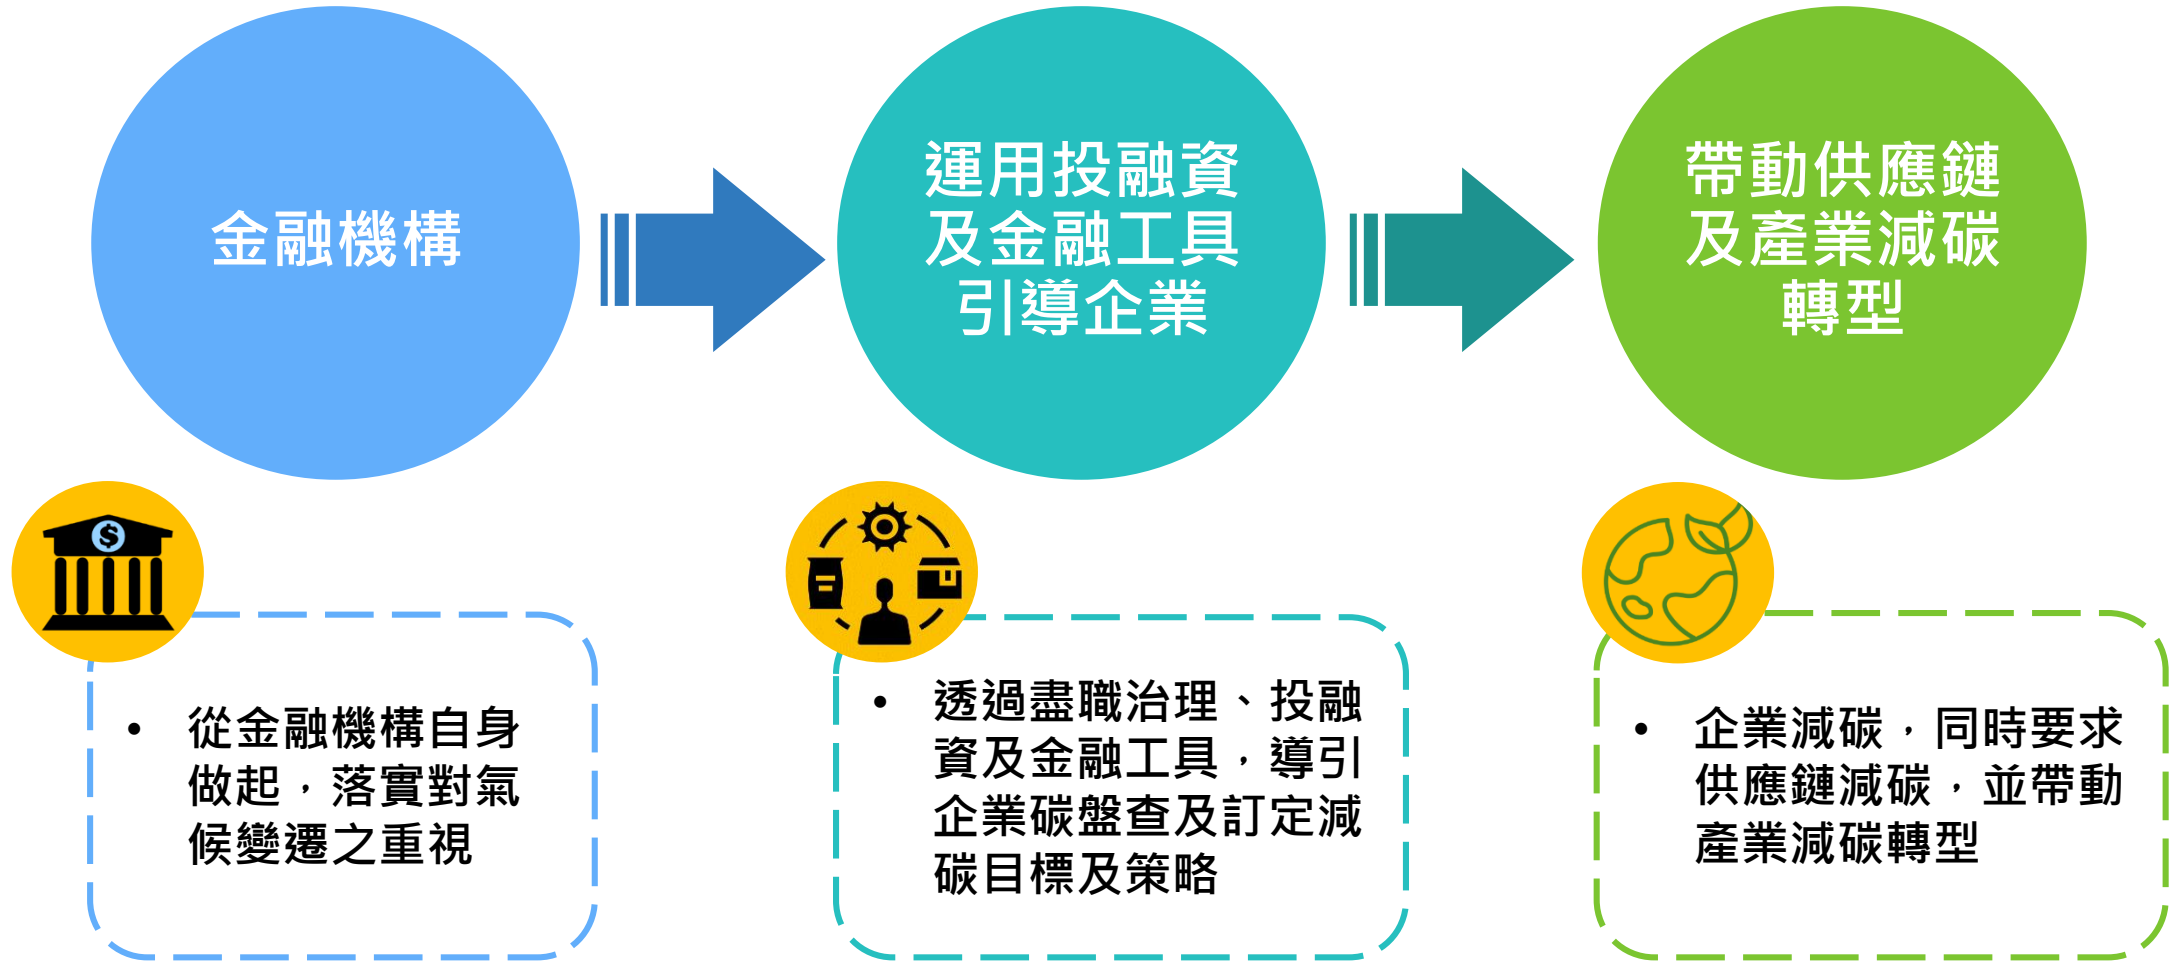 金融機構
運用投融資
及金融工具
引導企業
帶動供應鏈
及產業減碳
轉型
$
• 從金融機構自身
做起，落實對氣
候變遷之重視
• 透過盡職治理、投融
資及金融工具，導引
企業碳盤查及訂定減
碳目標及策略
• 企業減碳，同時要求
供應鏈減碳，並帶動
產業減碳轉型